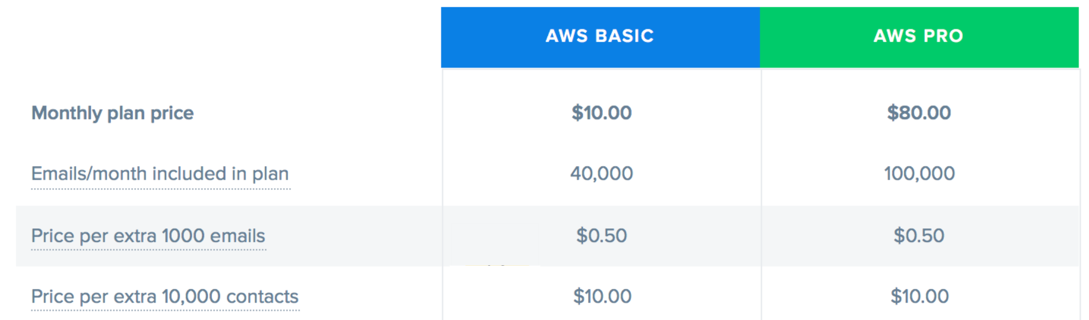 AWS BASIC AWS PRO
Monthly plan price $10.00 $80.00
Emails/month included in plan 40,000 100,000
Price per extra 1000 emails $0.50 $0.50
Price per extra 10,000 contacts $10.00 $10.00